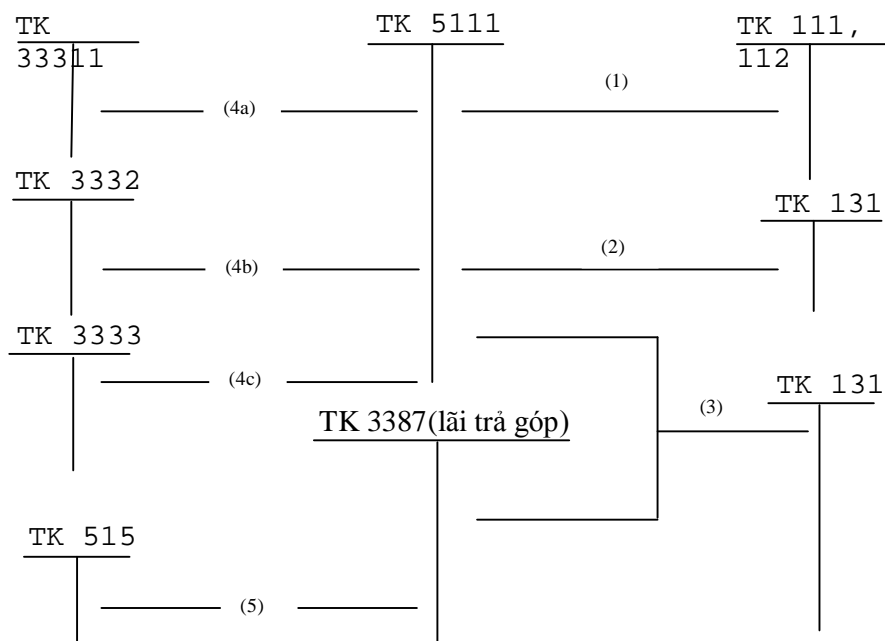 TK
33311
TK 5111
TK 111,
112
(4a)
(1)
TK 3332
TK 131
(4b)
(2)
TK 3333
(4c)
TK 131
TK 3387(lãi trả góp)
(3)
TK 515
(5)